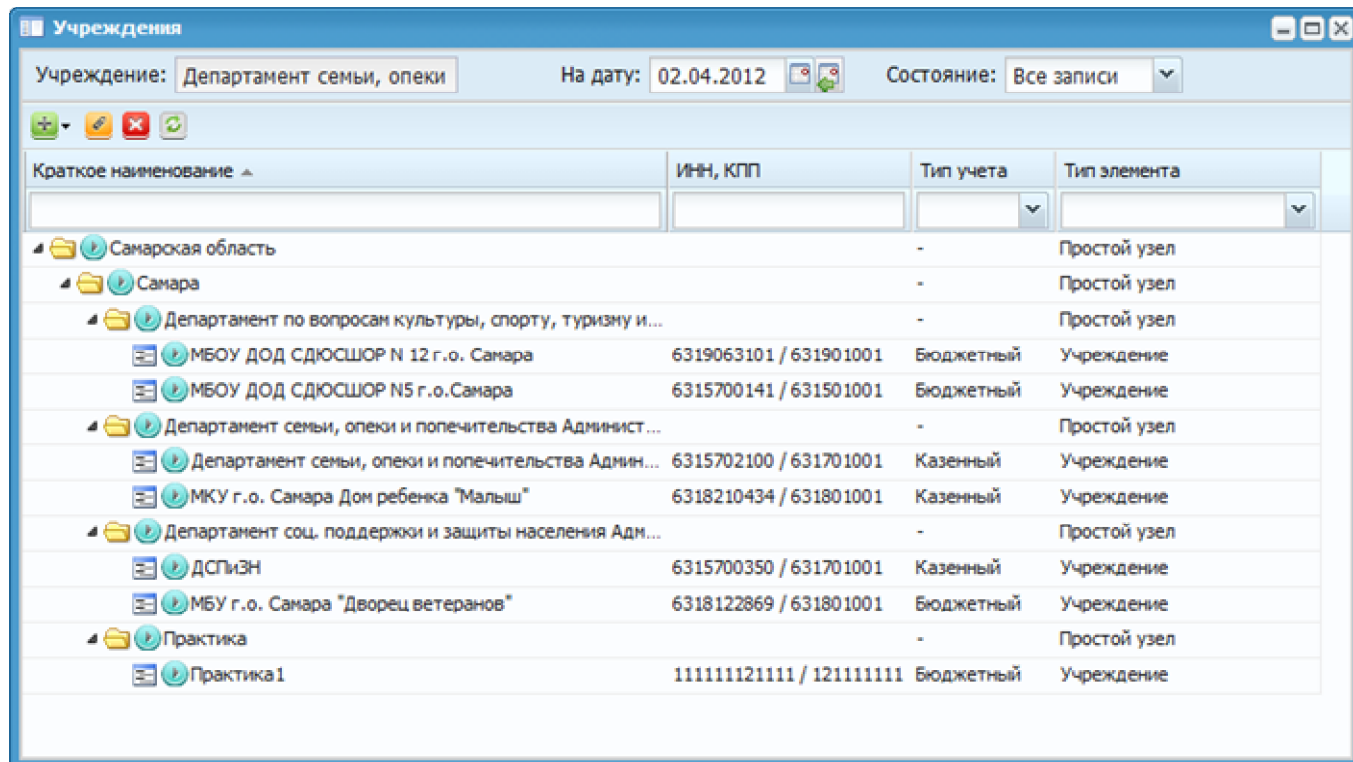 Учреждения
Учреждение: Департамент семьи, опеки На дату: 02.04.2012 Состояние: Все записи
Краткое наименование ИНН, КПП Тип учета Тип элемента
Самарская область - Простой узел
Самара - Простой узел
Департамент по вопросам культуры, спорту, туризму и... - Простой узел
МБОУ ДОД СДЮСШОР N 12 г.о. Самара 6319063101 / 631901001 Бюджетный Учреждение
МБОУ ДОД СДЮСШОР N5 г.о.Самара 6315700141 / 631501001 Бюджетный Учреждение
Департамент семьи, опеки и попечительства Админист... - Простой узел
Департамент семьи, опеки и попечительства Админ... 6315702100 / 631701001 Казенный Учреждение
МКУ г.о. Самара Дом ребенка "Малыш" 6318210434 / 631801001 Казенный Учреждение
Департамент соц. поддержки и защиты населения Адм... - Простой узел
ДСПиЗН 6315700350 / 631701001 Казенный Учреждение
МБУ г.о. Самара "Дворец ветеранов" 6318122869 / 631801001 Бюджетный Учреждение
Практика - Простой узел
Практика1 111111121111 / 121111111 Бюджетный Учреждение